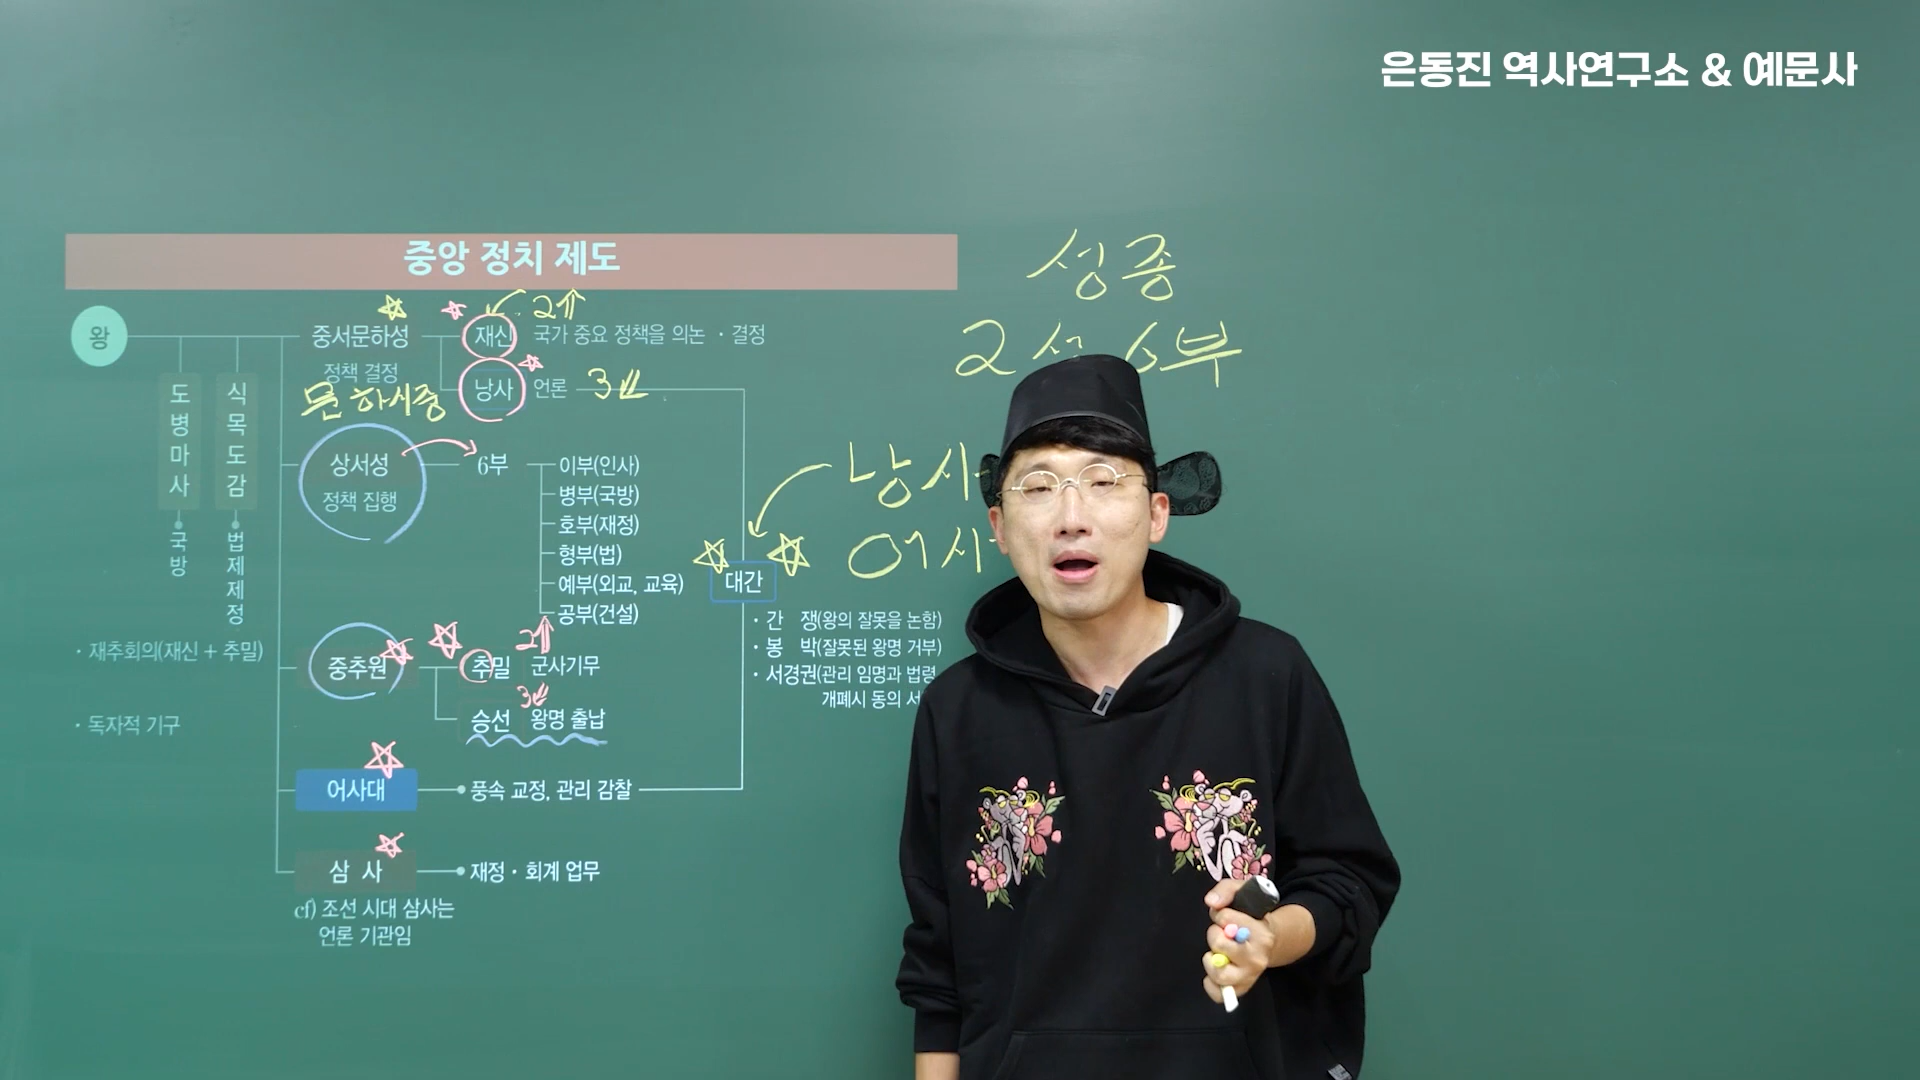 은동진 역사연구소 & 예문사
중앙 정치 제도
성종
2성 6부
왕
중서문하성
정책 결정
문하시중
재신 2↑
국가 중요 정책을 의논 · 결정
낭사 언론 3↓
도병마사
국방
식목도감
법제제정
상서성
정책 집행
6부
이부(인사)
병부(국방)
호부(재정)
형부(법)
예부(외교, 교육)
공부(건설)
낭사
어사
대간
· 간 쟁(왕의 잘못을 논함)
· 봉 박(잘못된 왕명 거부)
· 서경권(관리 임명과 법령
개폐시 동의 서
· 재추회의(재신 + 추밀)
· 독자적 기구
중추원
추밀 2↑ 군사기무
승선 3↓ 왕명 출납
어사대
풍속 교정, 관리 감찰
삼 사
재정 · 회계 업무
cf) 조선 시대 삼사는
언론 기관임